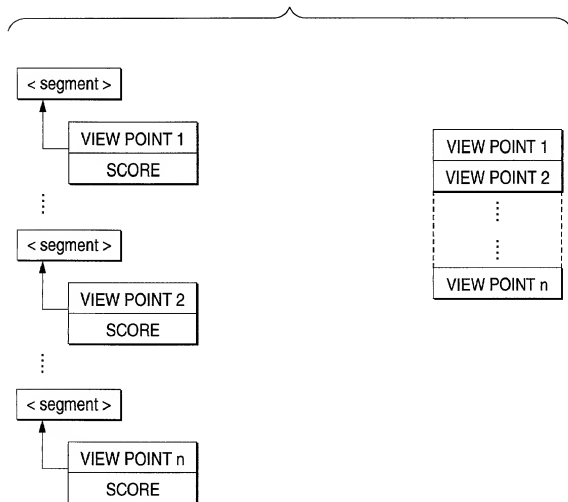 < segment >
VIEW POINT 1
SCORE
< segment >
VIEW POINT 2
SCORE
< segment >
VIEW POINT n
SCORE
VIEW POINT 1
VIEW POINT 2
VIEW POINT n